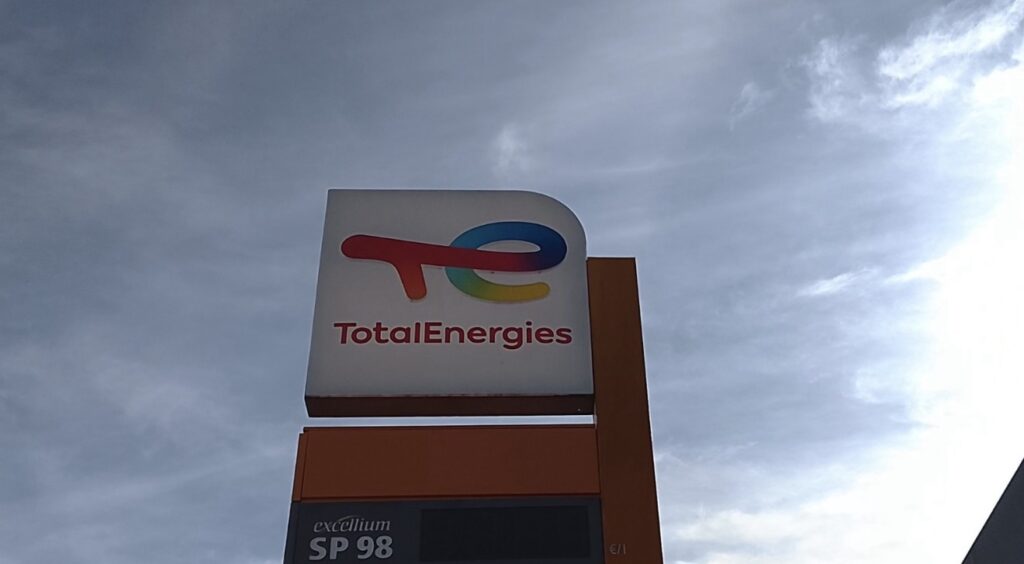 TotalEnergies
excellium
SP 98
€/l